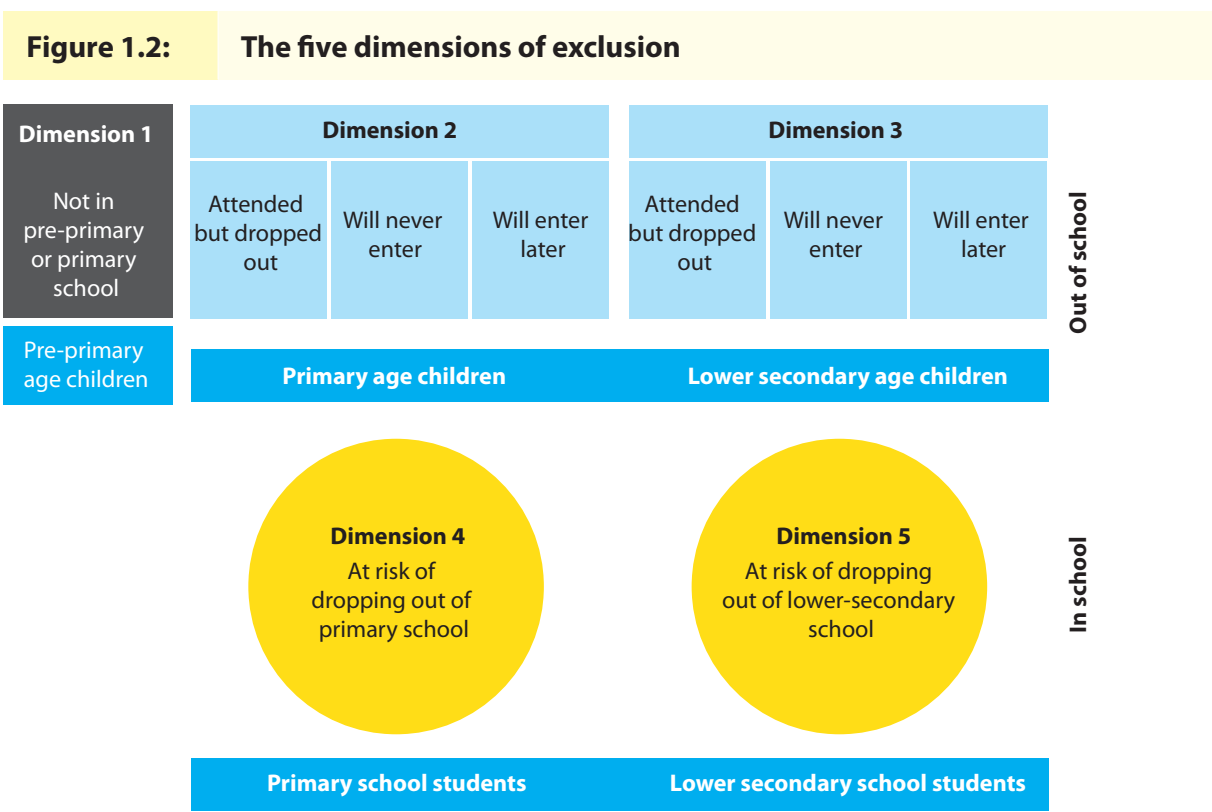 Figure 1.2: The five dimensions of exclusion
Dimension 1
Not in
pre-primary
or primary
school
Pre-primary
age children
Dimension 2
Attended
but dropped
out
Will never
enter
Will enter
later
Primary age children
Dimension 3
Attended
but dropped
out
Will never
enter
Will enter
later
Lower secondary age children
Out of school
Dimension 4
At risk of
dropping out of
primary school
Primary school students
Dimension 5
At risk of dropping
out of lower-secondary
school
Lower secondary school students
In school